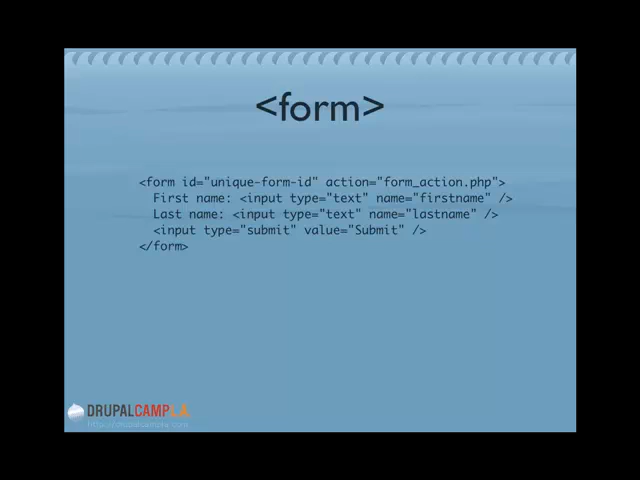 <form>
<form id="unique-form-id" action="form_action.php">
First name: <input type="text" name="firstname" />
Last name: <input type="text" name="lastname" />
<input type="submit" value="Submit" />
</form>
DRUPALCAMPL.A.